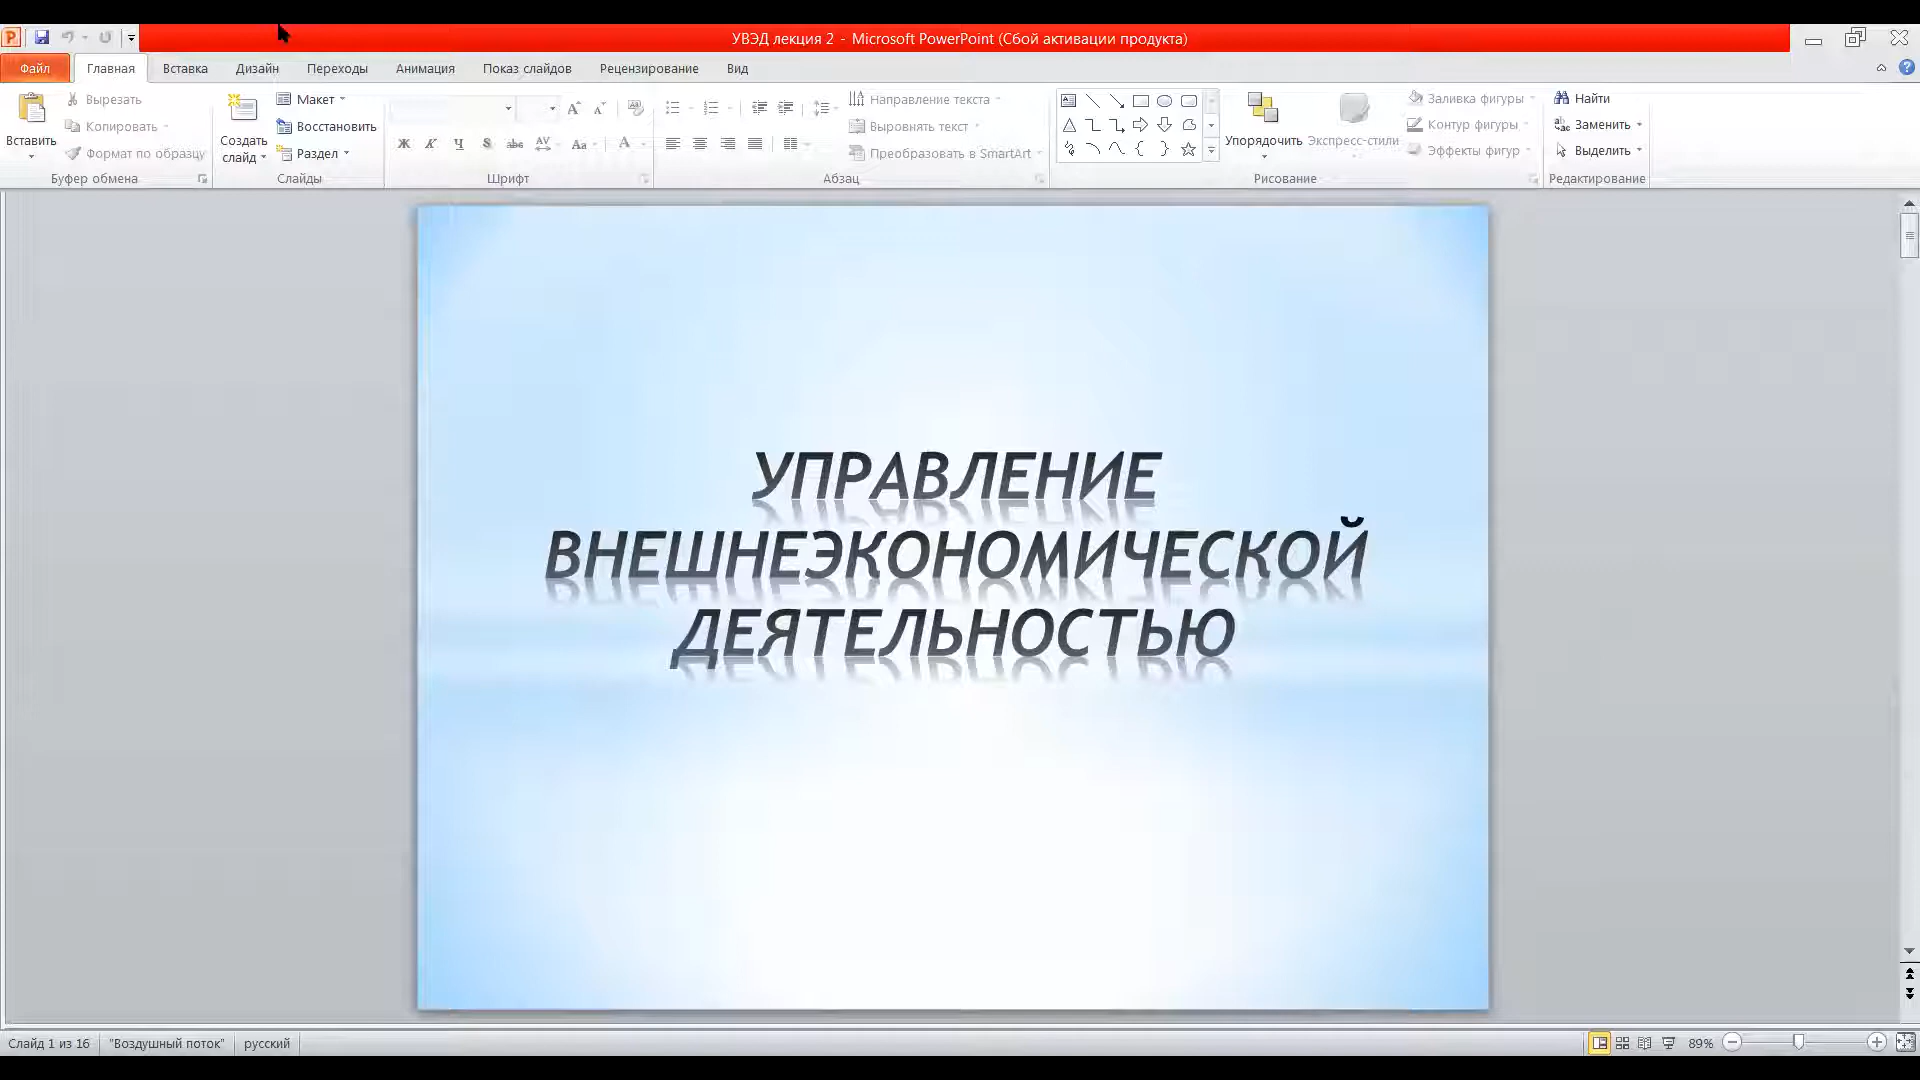 УВЭД лекция 2 - Microsoft PowerPoint (Сбой активации продукта)
Файл Главная Вставка Дизайн Переходы Анимация Показ слайдов Рецензирование Вид
Вставить
Вырезать
Копировать
Формат по образцу
Буфер обмена
Создать слайд
Макет
Восстановить
Раздел
Слайды
Ж К Ч S abc AV Aa А
Шрифт
Направление текста
Выровнять текст
Преобразовать в SmartArt
Абзац
Упорядочить
Экспресс-стили
Заливка фигуры
Контур фигуры
Эффекты фигур
Рисование
Найти
Заменить
Выделить
Редактирование
УПРАВЛЕНИЕ
ВНЕШНЕЭКОНОМИЧЕСКОЙ
ДЕЯТЕЛЬНОСТЬЮ
Слайд 1 из 16 "Воздушный поток" русский 89%